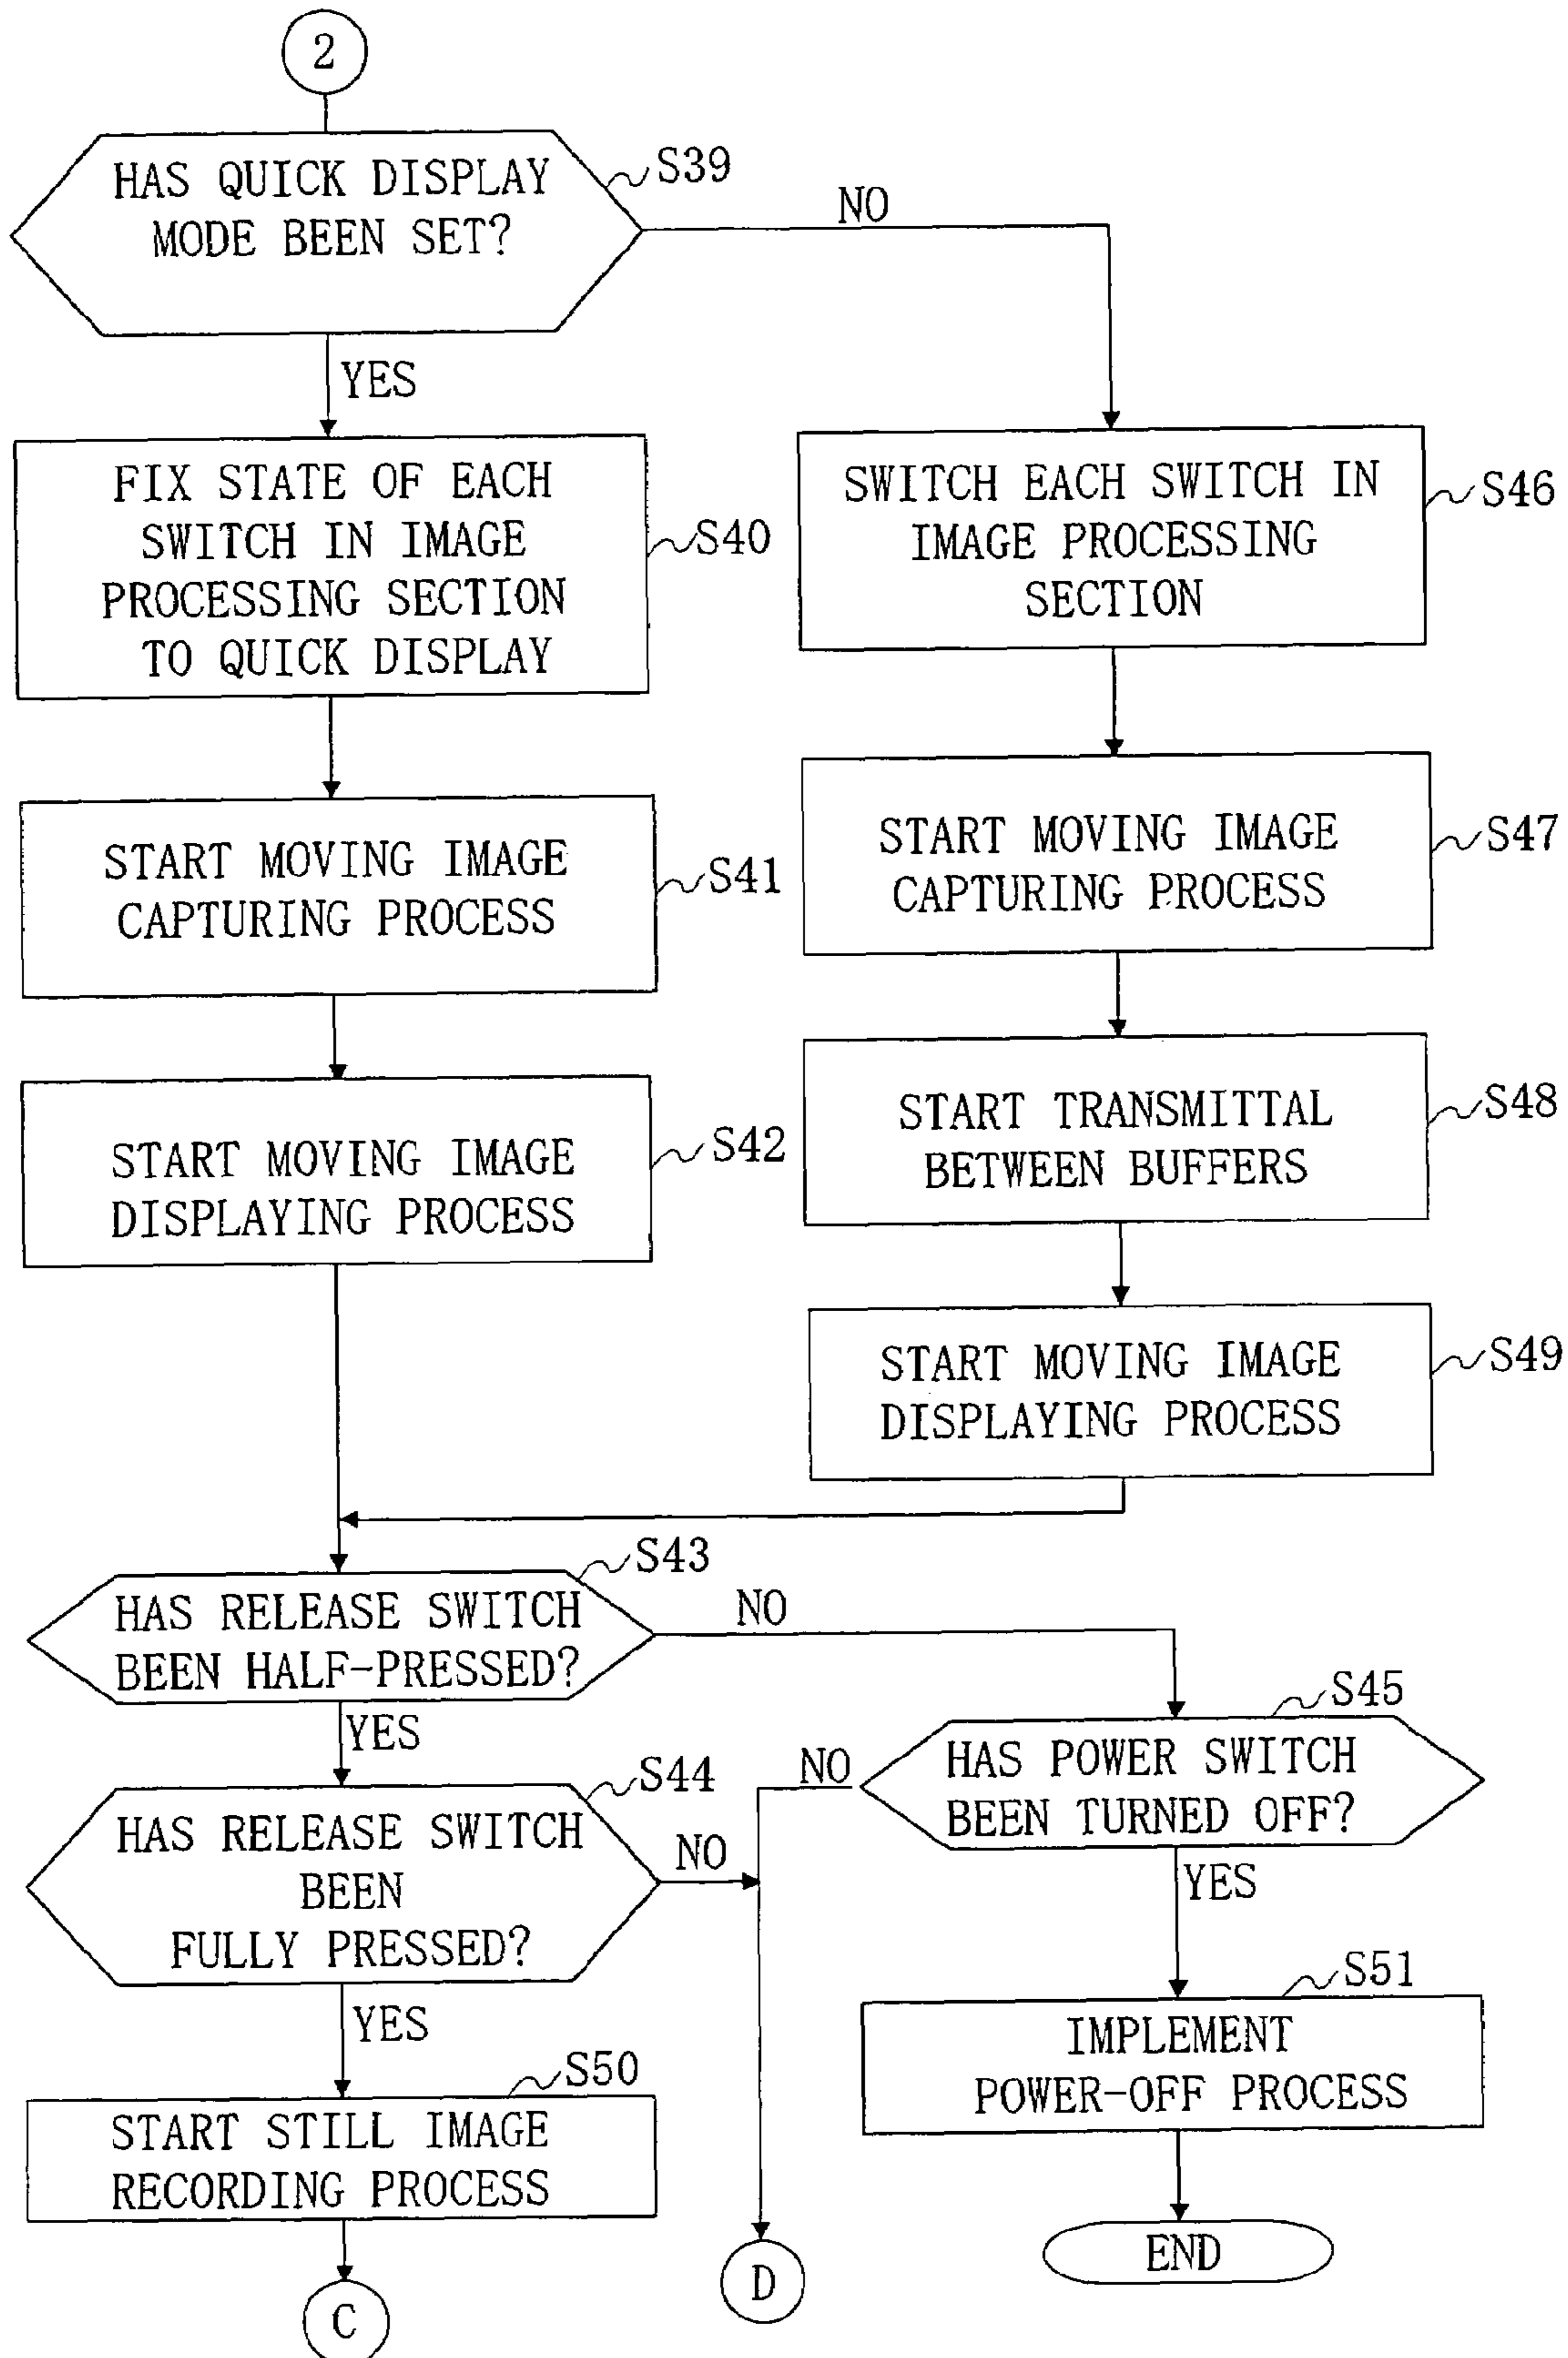 2
HAS QUICK DISPLAY
MODE BEEN SET?
S39
NO
YES
FIX STATE OF EACH
SWITCH IN IMAGE
PROCESSING SECTION
TO QUICK DISPLAY
S40
SWITCH EACH SWITCH IN
IMAGE PROCESSING
SECTION
S46
START MOVING IMAGE
CAPTURING PROCESS
S41
START MOVING IMAGE
CAPTURING PROCESS
S47
START MOVING IMAGE
DISPLAYING PROCESS
S42
START TRANSMITTAL
BETWEEN BUFFERS
S48
START MOVING IMAGE
DISPLAYING PROCESS
S49
HAS RELEASE SWITCH
BEEN HALF-PRESSED?
S43
NO
YES
HAS POWER SWITCH
BEEN TURNED OFF?
S45
NO
YES
HAS RELEASE SWITCH
BEEN
FULLY PRESSED?
S44
NO
YES
IMPLEMENT
POWER-OFF PROCESS
S51
START STILL IMAGE
RECORDING PROCESS
S50
END
D
C